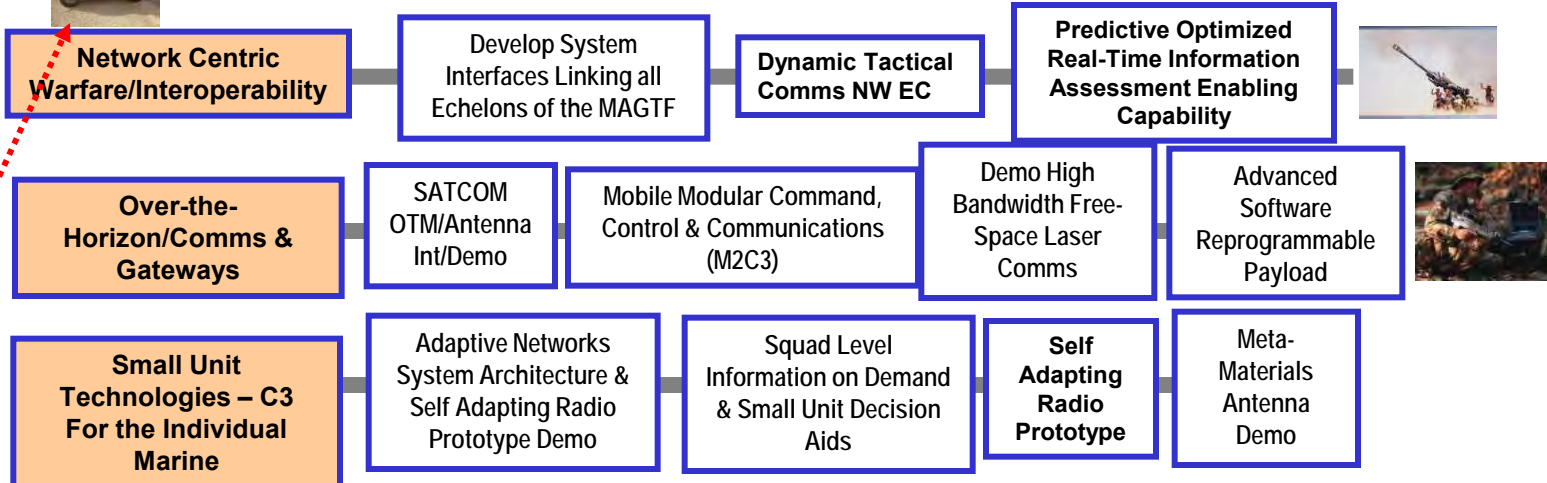 Network Centric
Warfare/Interoperability
Develop System
Interfaces Linking all
Echelons of the MAGTF
Dynamic Tactical
Comms NW EC
Predictive Optimized
Real-Time Information
Assessment Enabling
Capability
Over-the-
Horizon/Comms &
Gateways
SATCOM
OTM/Antenna
Int/Demo
Mobile Modular Command,
Control & Communications
(M2C3)
Demo High
Bandwidth Free-
Space Laser
Comms
Advanced
Software
Reprogrammable
Payload
Small Unit
Technologies – C3
For the Individual
Marine
Adaptive Networks
System Architecture &
Self Adapting Radio
Prototype Demo
Squad Level
Information on Demand
& Small Unit Decision
Aids
Self
Adapting
Radio
Prototype
Meta-
Materials
Antenna
Demo